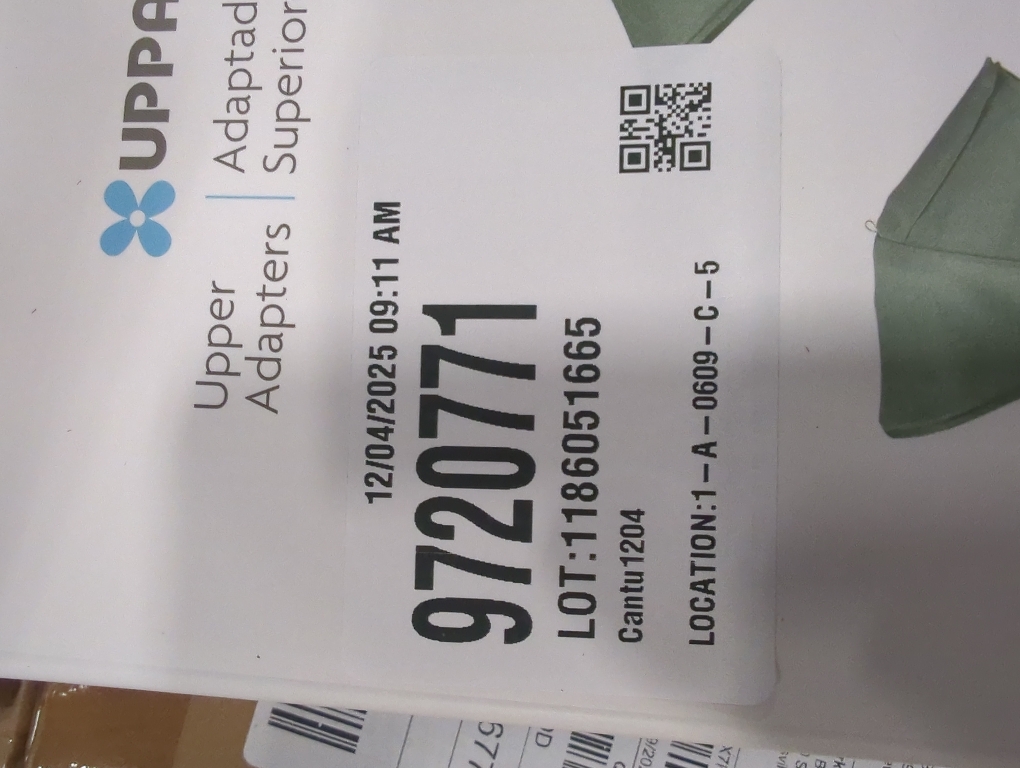 UPPA
Upper
Adapters
Adaptad
Superior
12/04/2025 09:11 AM
9720771
LOT:1186051665
Cantu1204
LOCATION:1-A-0609-C-5